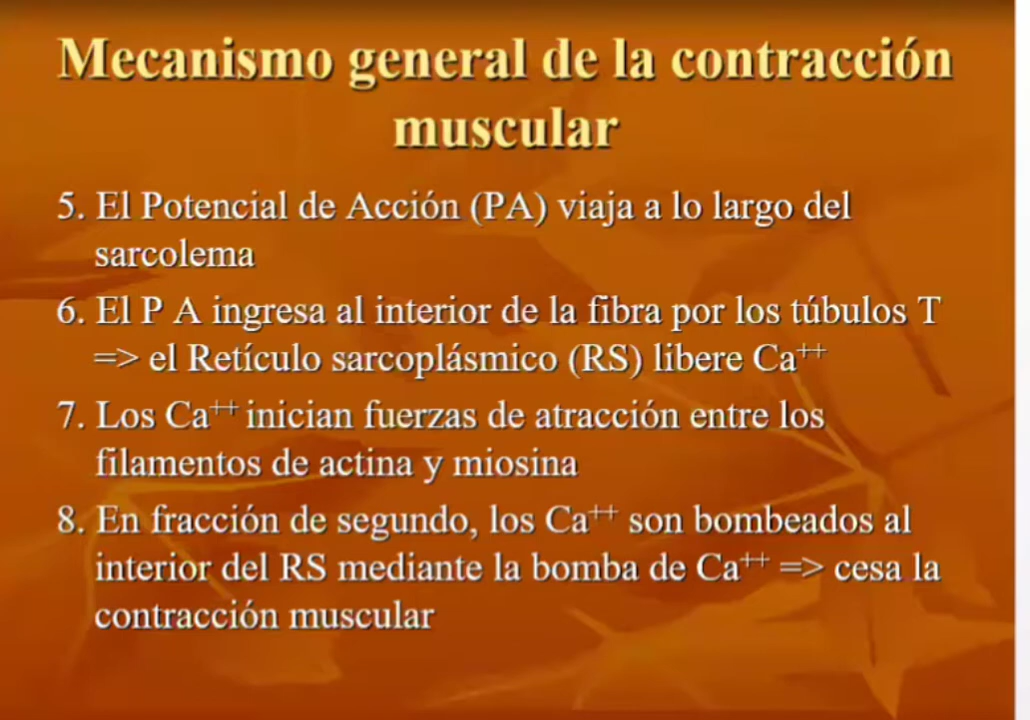 Mecanismo general de la contracción
muscular
5. El Potencial de Acción (PA) viaja a lo largo del
sarcolema
6. El P A ingresa al interior de la fibra por los túbulos T
=> el Retículo sarcoplásmico (RS) libere Ca⁺⁺
7. Los Ca⁺⁺ inician fuerzas de atracción entre los
filamentos de actina y miosina
8. En fracción de segundo, los Ca⁺⁺ son bombeados al
interior del RS mediante la bomba de Ca⁺⁺ => cesa la
contracción muscular